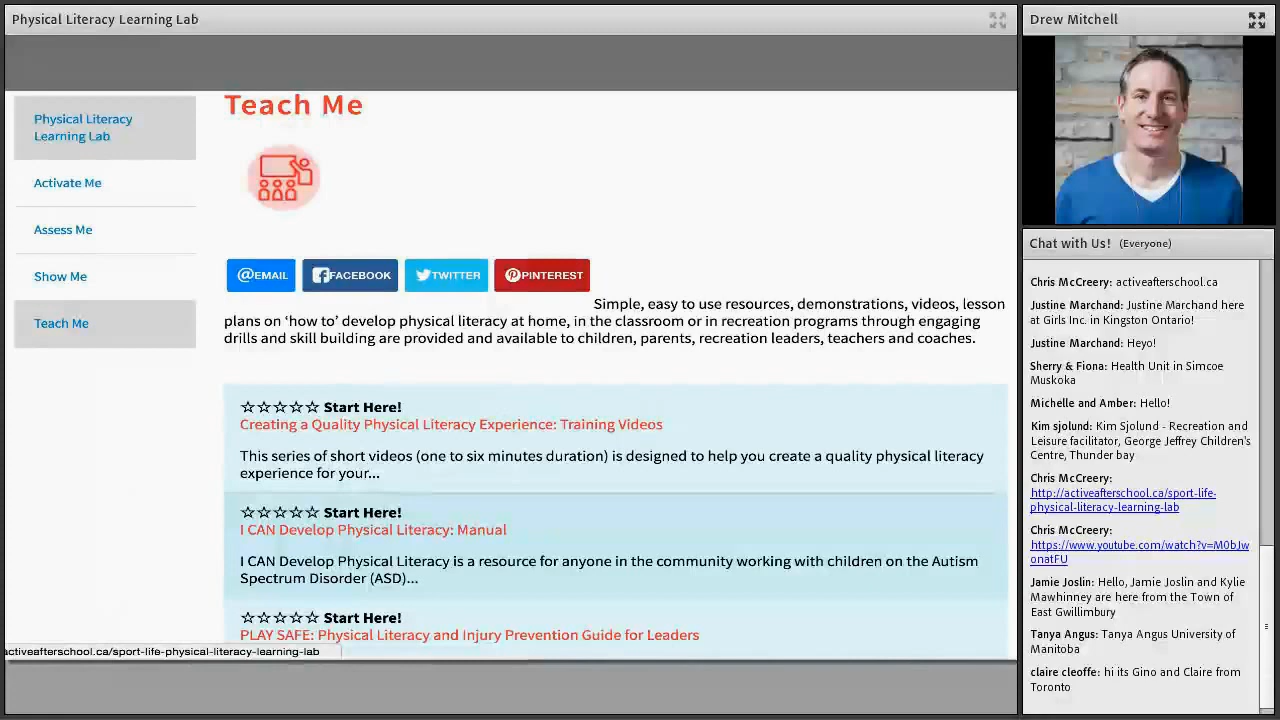 Physical Literacy Learning Lab
Physical Literacy
Learning Lab
Activate Me
Assess Me
Show Me
Teach Me
Teach Me
@EMAIL
FACEBOOK
TWITTER
PINTEREST
Simple, easy to use resources, demonstrations, videos, lesson
plans on ‘how to’ develop physical literacy at home, in the classroom or in recreation programs through engaging
drills and skill building are provided and available to children, parents, recreation leaders, teachers and coaches.
☆☆☆☆☆ Start Here!
Creating a Quality Physical Literacy Experience: Training Videos
This series of short videos (one to six minutes duration) is designed to help you create a quality physical literacy
experience for your...
☆☆☆☆☆ Start Here!
I CAN Develop Physical Literacy: Manual
I CAN Develop Physical Literacy is a resource for anyone in the community working with children on the Autism
Spectrum Disorder (ASD)...
☆☆☆☆☆ Start Here!
PLAY SAFE: Physical Literacy and Injury Prevention Guide for Leaders
activeafterschool.ca/sport-life-physical-literacy-learning-lab
Drew Mitchell
Chat with Us! (Everyone)
Chris McCreery: activeafterschool.ca
Justine Marchand: Justine Marchand here
at Girls Inc. in Kingston Ontario!
Justine Marchand: Heyo!
Sherry & Fiona: Health Unit in Simcoe
Muskoka
Michelle and Amber: Hello!
Kim sjolund: Kim Sjolund - Recreation and
Leisure facilitator, George Jeffrey Children's
Centre, Thunder bay
Chris McCreery:
http://activeafterschool.ca/sport-life-
physical-literacy-learning-lab
Chris McCreery:
https://www.youtube.com/watch?v=M0bJw
onatFU
Jamie Joslin: Hello, Jamie Joslin and Kylie
Mawhinney are here from the Town of
East Gwillimbury
Tanya Angus: Tanya Angus University of
Manitoba
claire cleoffe: hi its Gino and Claire from
Toronto